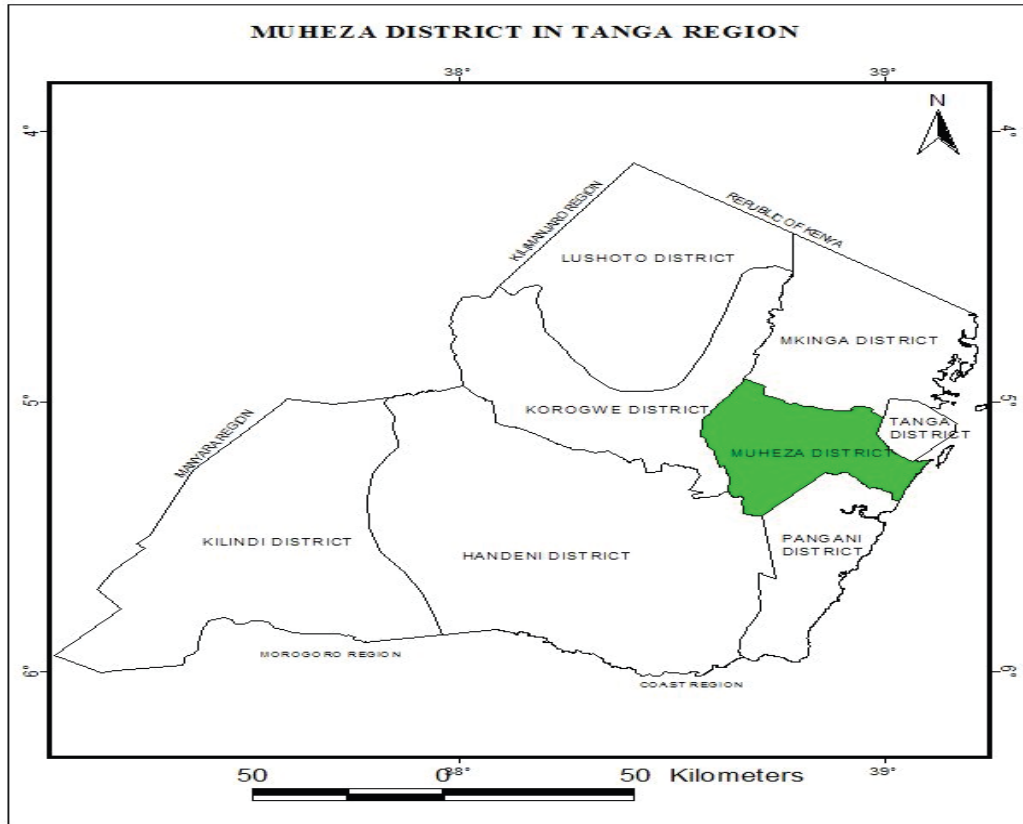 MUHEZA DISTRICT IN TANGA REGION
38°
39°
N
4°
4°
KILIMANJARO REGION
REPUBLIC OF KENYA
LUSHOTO DISTRICT
MKINGA DISTRICT
5°
5°
KOROGWE DISTRICT
TANGA
DISTRICT
MANYARA REGION
MUHEZA DISTRICT
KILINDI DISTRICT
HANDENI DISTRICT
PANGANI
DISTRICT
MOROGORO REGION
6°
6°
COAST REGION
38°
39°
50 0 50 Kilometers